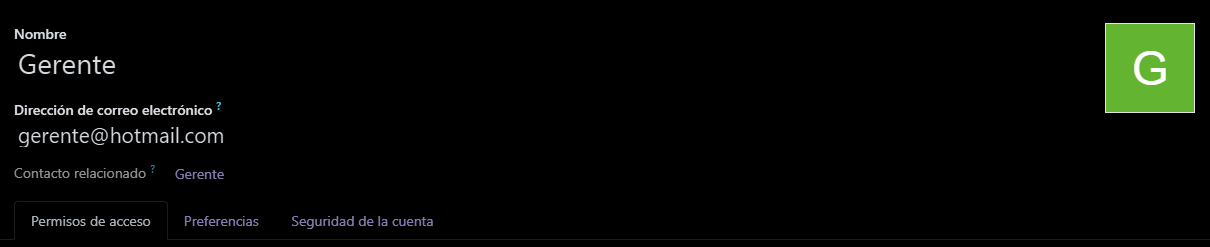 Nombre
Gerente
G
Dirección de correo electrónico ?
gerente@hotmail.com
Contacto relacionado ? Gerente
Permisos de acceso Preferencias Seguridad de la cuenta